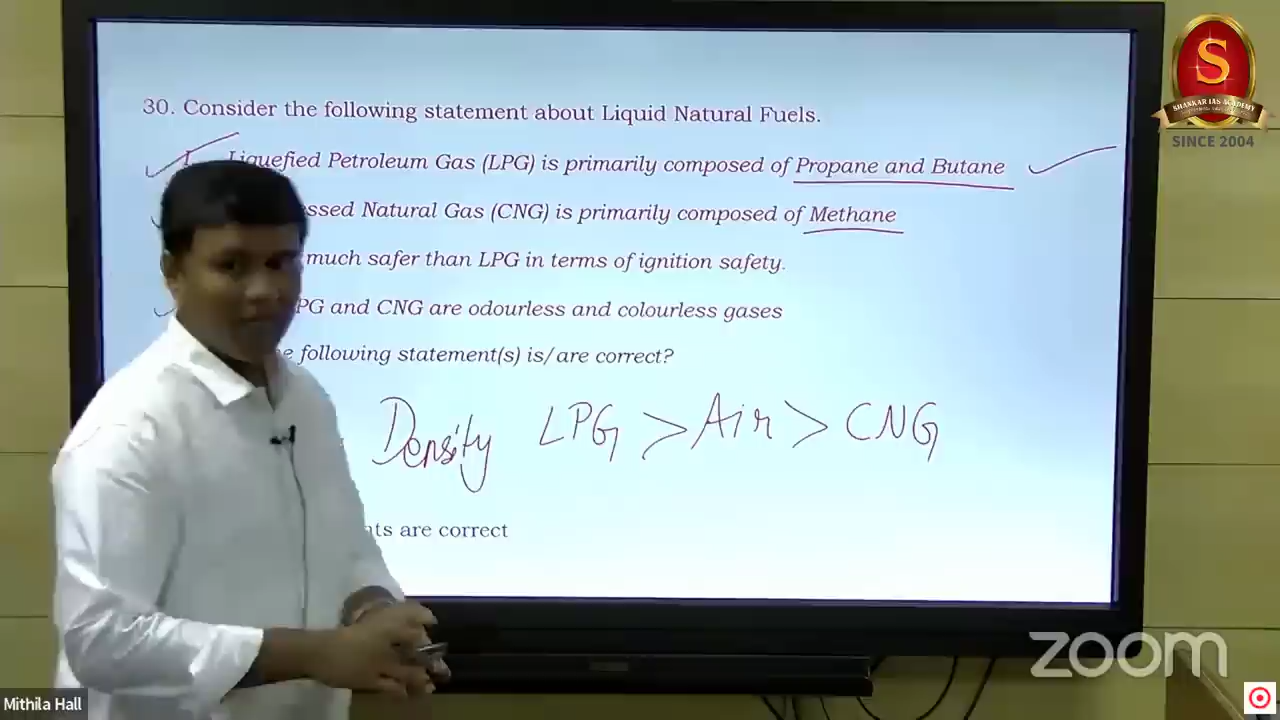 30. Consider the following statement about Liquid Natural Fuels.
Liquefied Petroleum Gas (LPG) is primarily composed of Propane and Butane
essed Natural Gas (CNG) is primarily composed of Methane
much safer than LPG in terms of ignition safety.
PG and CNG are odourless and colourless gases
e following statement(s) is/are correct?
Density LPG > Air > CNG
nts are correct
S
SHANKAR IAS ACADEMY
SINCE 2004
zoom
Mithila Hall